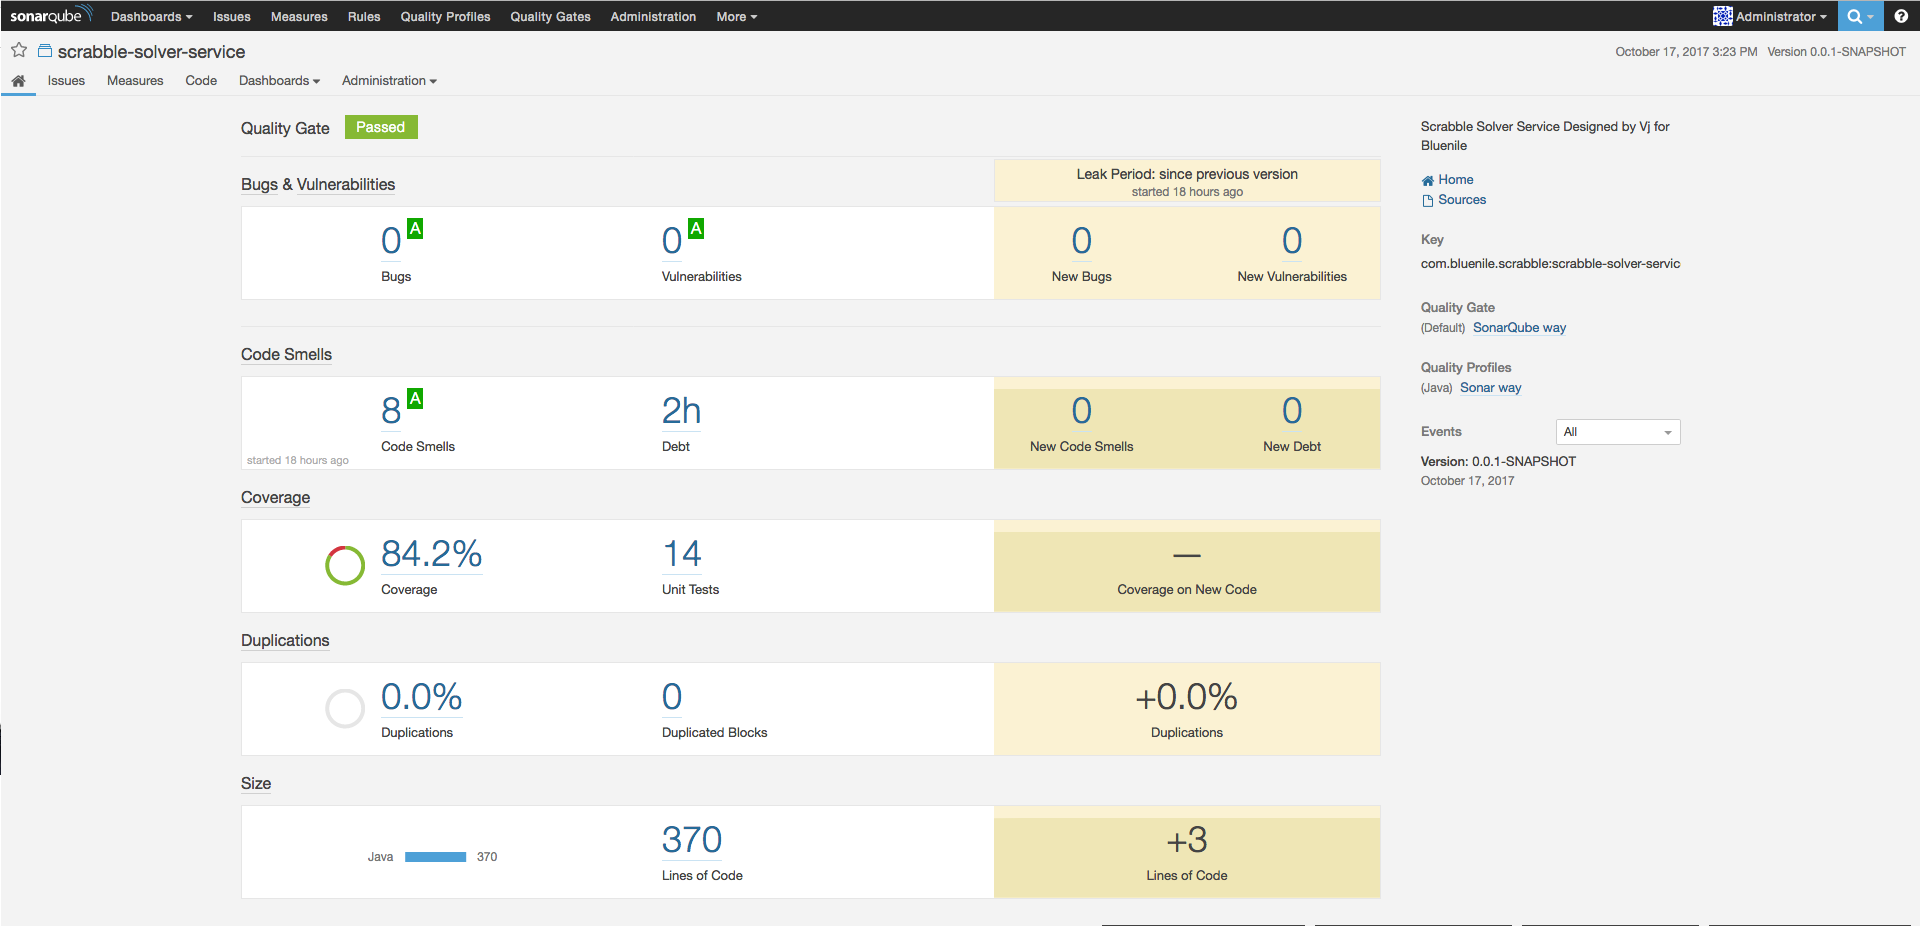 sonarqube Dashboards Issues Measures Rules Quality Profiles Quality Gates Administration More Administrator
scrabble-solver-service
October 17, 2017 3:23 PM Version 0.0.1-SNAPSHOT
Issues Measures Code Dashboards Administration
Quality Gate Passed
Bugs & Vulnerabilities
Leak Period: since previous version
started 18 hours ago
0 A 0 A 0 0
Bugs Vulnerabilities New Bugs New Vulnerabilities
Code Smells
8 A 2h 0 0
Code Smells Debt New Code Smells New Debt
started 18 hours ago
Coverage
84.2% 14 —
Coverage Unit Tests Coverage on New Code
Duplications
0.0% 0 +0.0%
Duplications Duplicated Blocks Duplications
Size
Java 370 370 +3
Lines of Code Lines of Code
Scrabble Solver Service Designed by Vj for
Bluenile
Home
Sources
Key
com.bluenile.scrabble:scrabble-solver-servic
Quality Gate
(Default) SonarQube way
Quality Profiles
(Java) Sonar way
Events All
Version: 0.0.1-SNAPSHOT
October 17, 2017